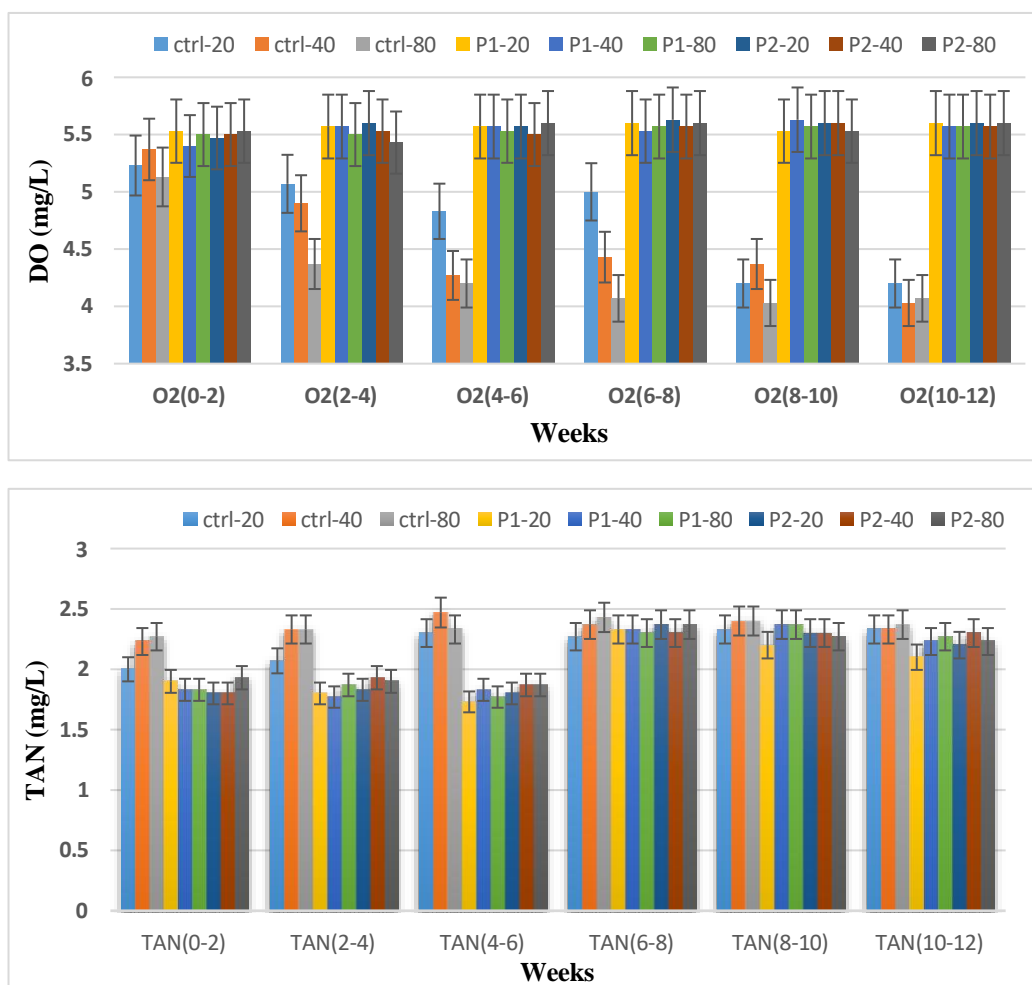 ctrl-20 ctrl-40 ctrl-80 P1-20 P1-40 P1-80 P2-20 P2-40 P2-80
6
5.5
5
4.5
4
3.5
DO (mg/L)
O2(0-2) O2(2-4) O2(4-6) O2(6-8) O2(8-10) O2(10-12)
Weeks
ctrl-20 ctrl-40 ctrl-80 P1-20 P1-40 P1-80 P2-20 P2-40 P2-80
3
2.5
2
1.5
1
0.5
0
TAN (mg/L)
TAN(0-2) TAN(2-4) TAN(4-6) TAN(6-8) TAN(8-10) TAN(10-12)
Weeks